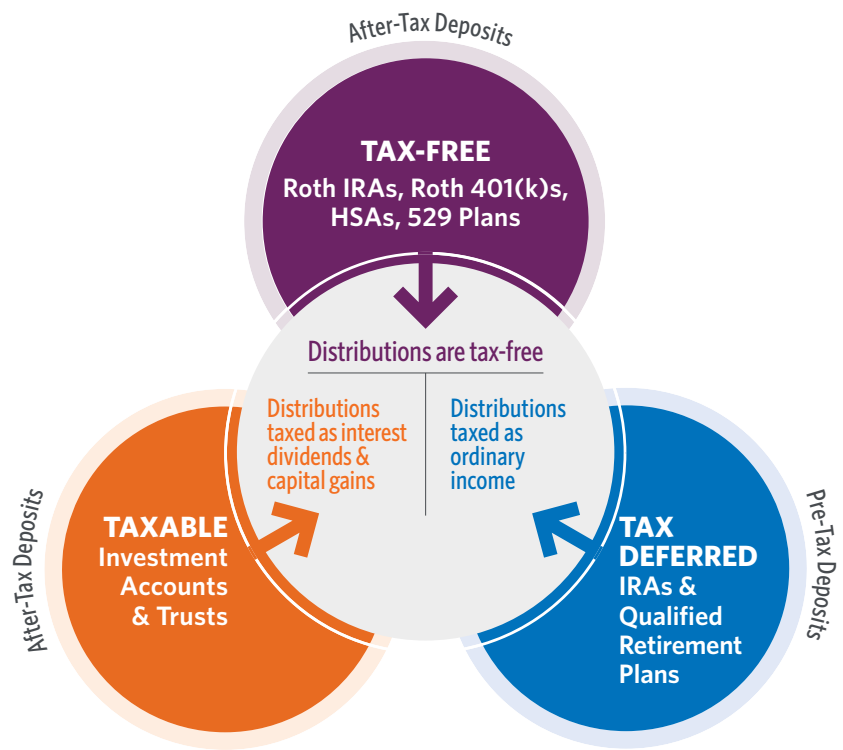 After-Tax Deposits
TAX-FREE
Roth IRAs, Roth 401(k)s,
HSAs, 529 Plans
Distributions are tax-free
Distributions
taxed as interest
dividends &
capital gains
Distributions
taxed as
ordinary
income
After-Tax Deposits
TAXABLE
Investment
Accounts
& Trusts
TAX
DEFERRED
IRAs &
Qualified
Retirement
Plans
Pre-Tax Deposits